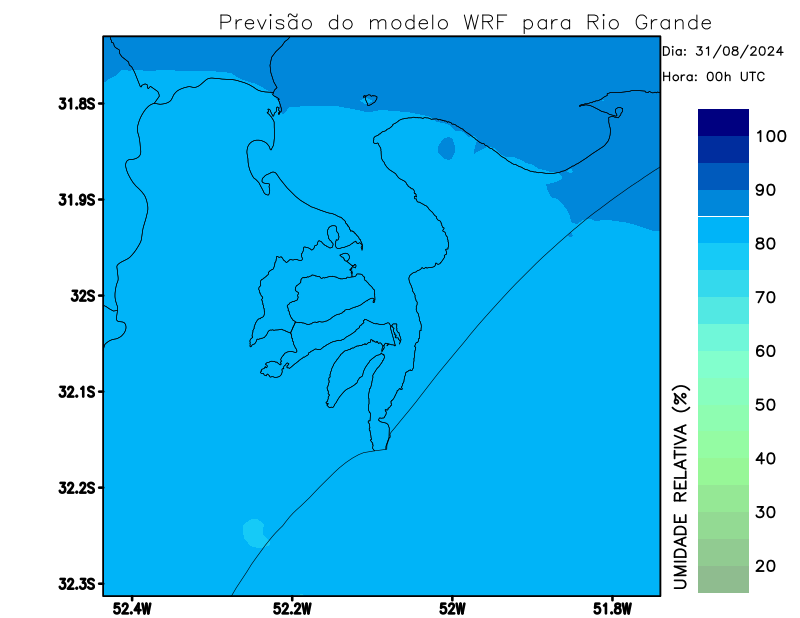 Previsão do modelo WRF para Rio Grande
Dia: 31/08/2024
Hora: 00h UTC
31.8S
31.9S
32S
32.1S
32.2S
32.3S
52.4W
52.2W
52W
51.8W
100
90
80
70
60
50
40
30
20
UMIDADE RELATIVA (%)